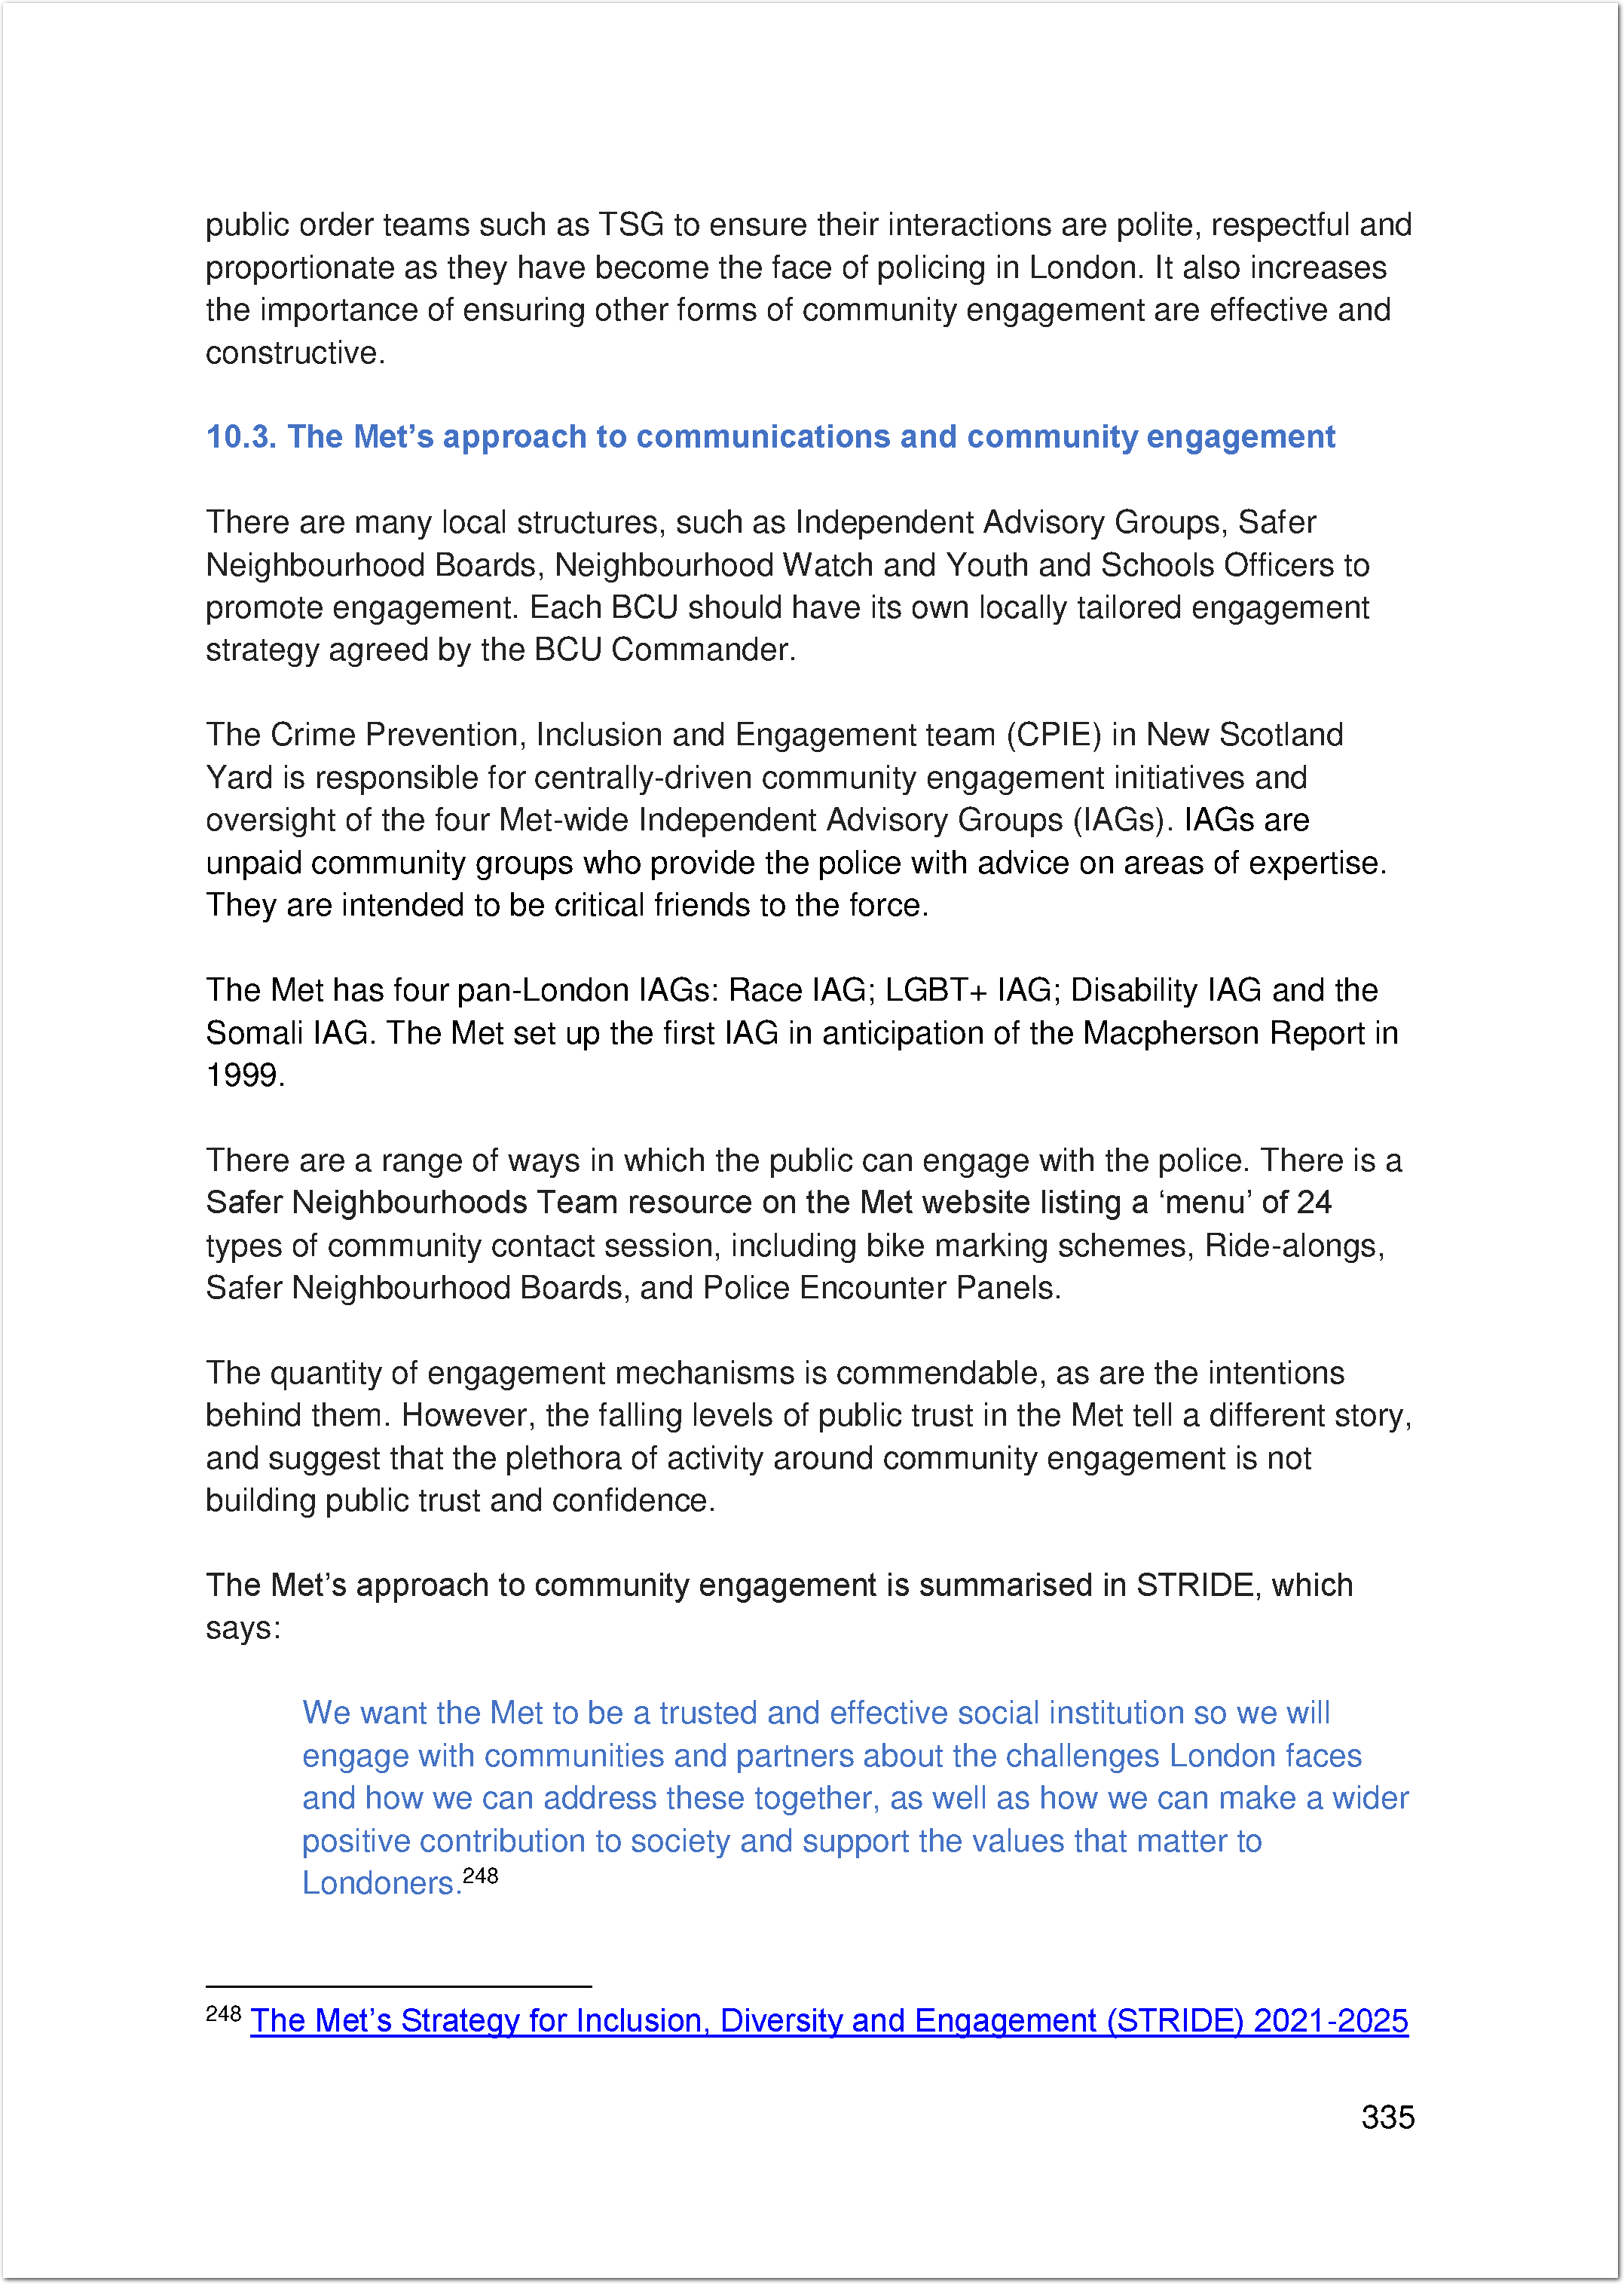 public order teams such as TSG to ensure their interactions are polite, respectful and
proportionate as they have become the face of policing in London. It also increases
the importance of ensuring other forms of community engagement are effective and
constructive.
10.3. The Met’s approach to communications and community engagement
There are many local structures, such as Independent Advisory Groups, Safer
Neighbourhood Boards, Neighbourhood Watch and Youth and Schools Officers to
promote engagement. Each BCU should have its own locally tailored engagement
strategy agreed by the BCU Commander.
The Crime Prevention, Inclusion and Engagement team (CPIE) in New Scotland
Yard is responsible for centrally-driven community engagement initiatives and
oversight of the four Met-wide Independent Advisory Groups (IAGs). IAGs are
unpaid community groups who provide the police with advice on areas of expertise.
They are intended to be critical friends to the force.
The Met has four pan-London IAGs: Race IAG; LGBT+ IAG; Disability IAG and the
Somali IAG. The Met set up the first IAG in anticipation of the Macpherson Report in
1999.
There are a range of ways in which the public can engage with the police. There is a
Safer Neighbourhoods Team resource on the Met website listing a ‘menu’ of 24
types of community contact session, including bike marking schemes, Ride-alongs,
Safer Neighbourhood Boards, and Police Encounter Panels.
The quantity of engagement mechanisms is commendable, as are the intentions
behind them. However, the falling levels of public trust in the Met tell a different story,
and suggest that the plethora of activity around community engagement is not
building public trust and confidence.
The Met’s approach to community engagement is summarised in STRIDE, which
says:
We want the Met to be a trusted and effective social institution so we will
engage with communities and partners about the challenges London faces
and how we can address these together, as well as how we can make a wider
positive contribution to society and support the values that matter to
Londoners.248
248 The Met’s Strategy for Inclusion, Diversity and Engagement (STRIDE) 2021-2025
335